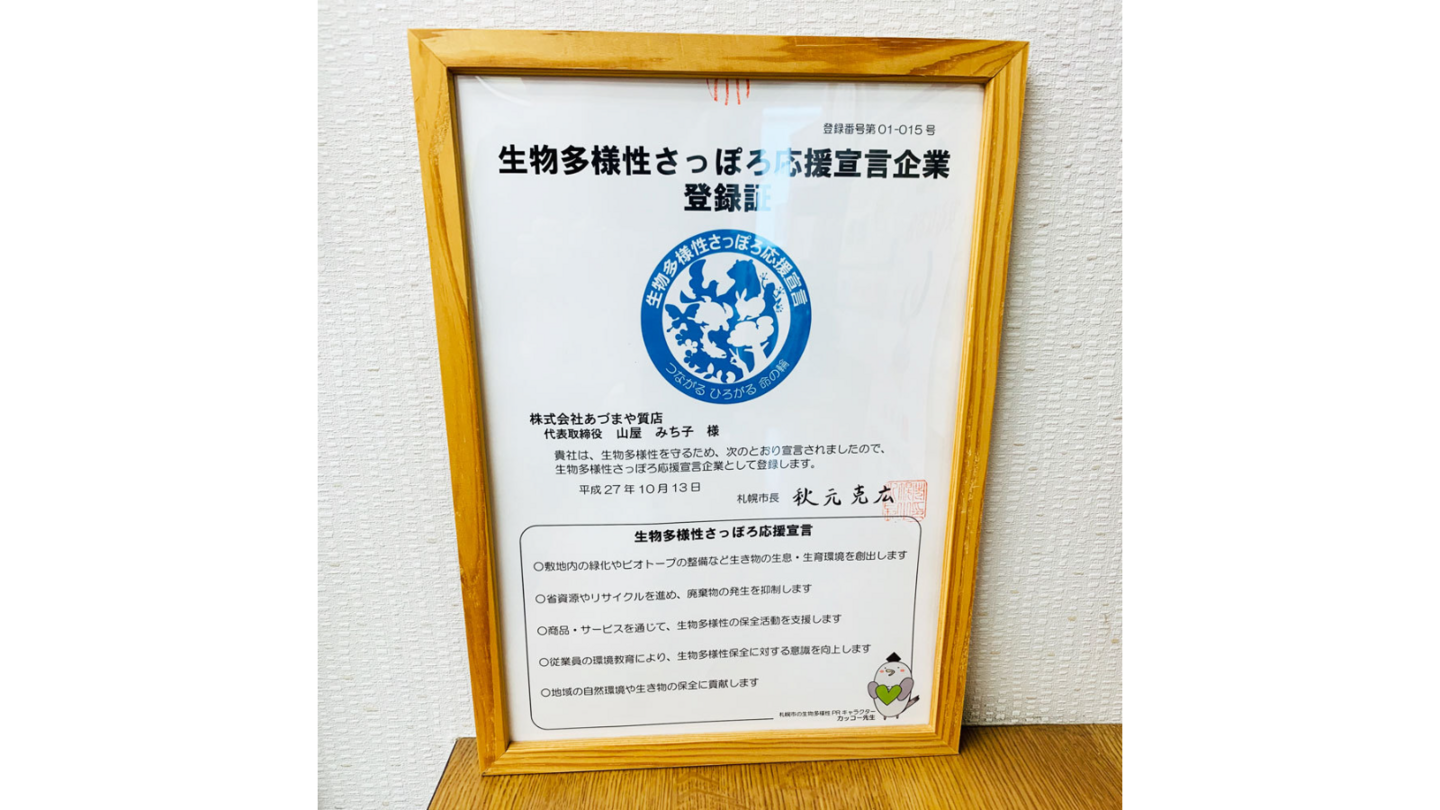 登録番号第01-015号
生物多様性さっぽろ応援宣言企業
登録証
生物多様性さっぽろ応援宣言
つながる ひろがる 命の輪
株式会社あづまや質店
代表取締役 山屋 みち子 様
貴社は、生物多様性を守るため、次のとおり宣言されましたので、
生物多様性さっぽろ応援宣言企業として登録します。
平成27年10月13日
札幌市長 秋元克広
生物多様性さっぽろ応援宣言
○敷地内の緑化やビオトープの整備など生き物の生息・生育環境を創出します
○省資源やリサイクルを進め、廃棄物の発生を抑制します
○商品・サービスを通じて、生物多様性の保全活動を支援します
○従業員の環境教育により、生物多様性保全に対する意識を向上します
○地域の自然環境や生き物の保全に貢献します
札幌市の生物多様性PRキャラクター
カッコー先生